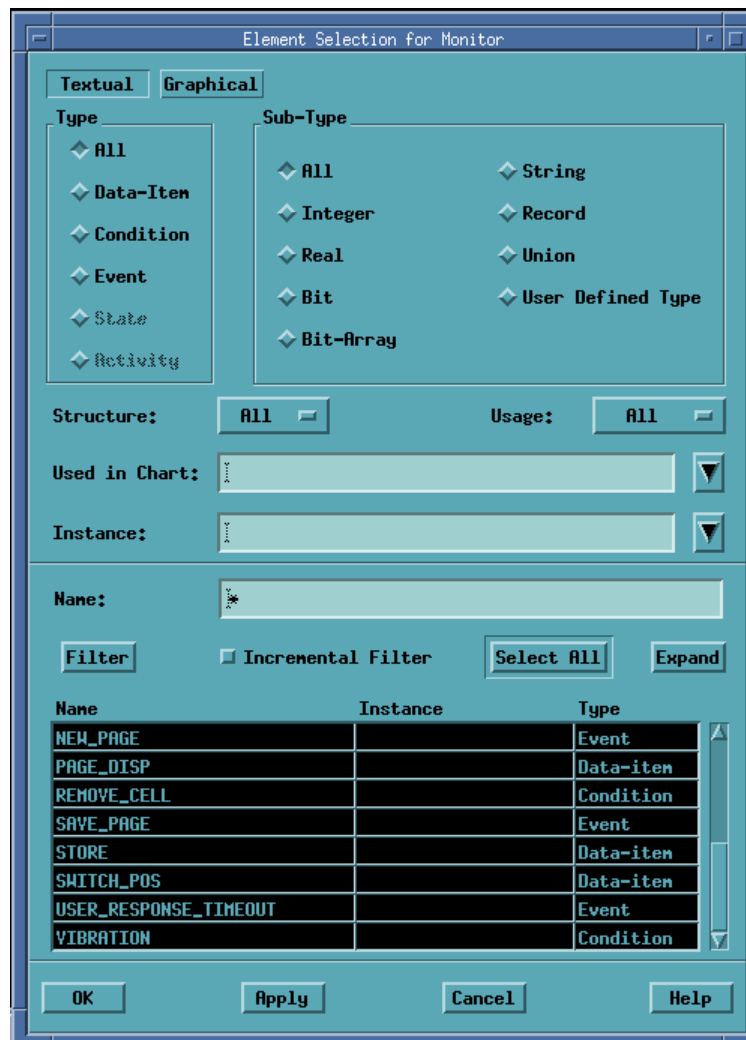 Element Selection for Monitor
Textual Graphical
Type Sub-Type
All
Data-Item
Condition
Event
State
Activity
All String
Integer Record
Real Union
Bit User Defined Type
Bit-Array
Structure: All Usage: All
Used in Chart:
Instance:
Name: *
Filter Incremental Filter Select All Expand
Name Instance Type
NEW_PAGE Event
PAGE_DISP Data-item
REMOVE_CELL Condition
SAVE_PAGE Event
STORE Data-item
SWITCH_POS Data-item
USER_RESPONSE_TIMEOUT Event
VIBRATION Condition
OK Apply Cancel Help